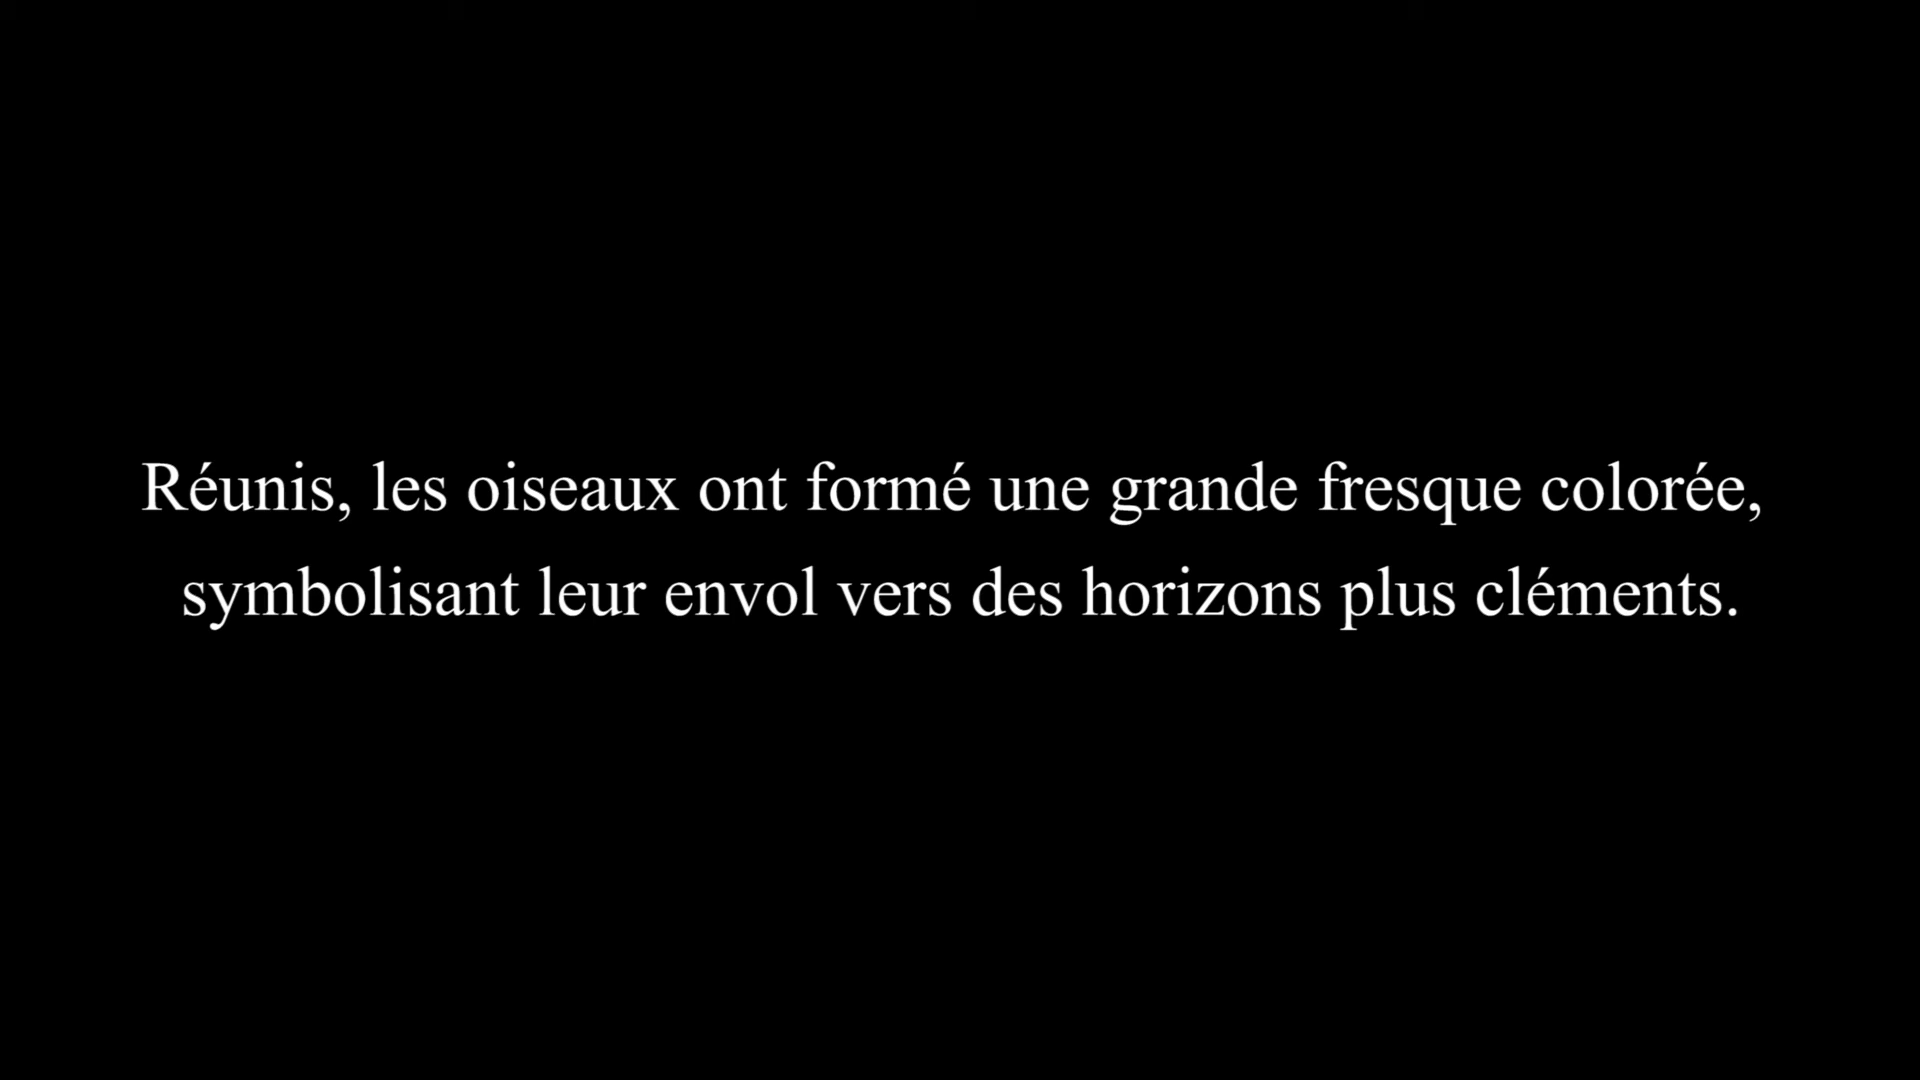 Réunis, les oiseaux ont formé une grande fresque colorée,
symbolisant leur envol vers des horizons plus cléments.